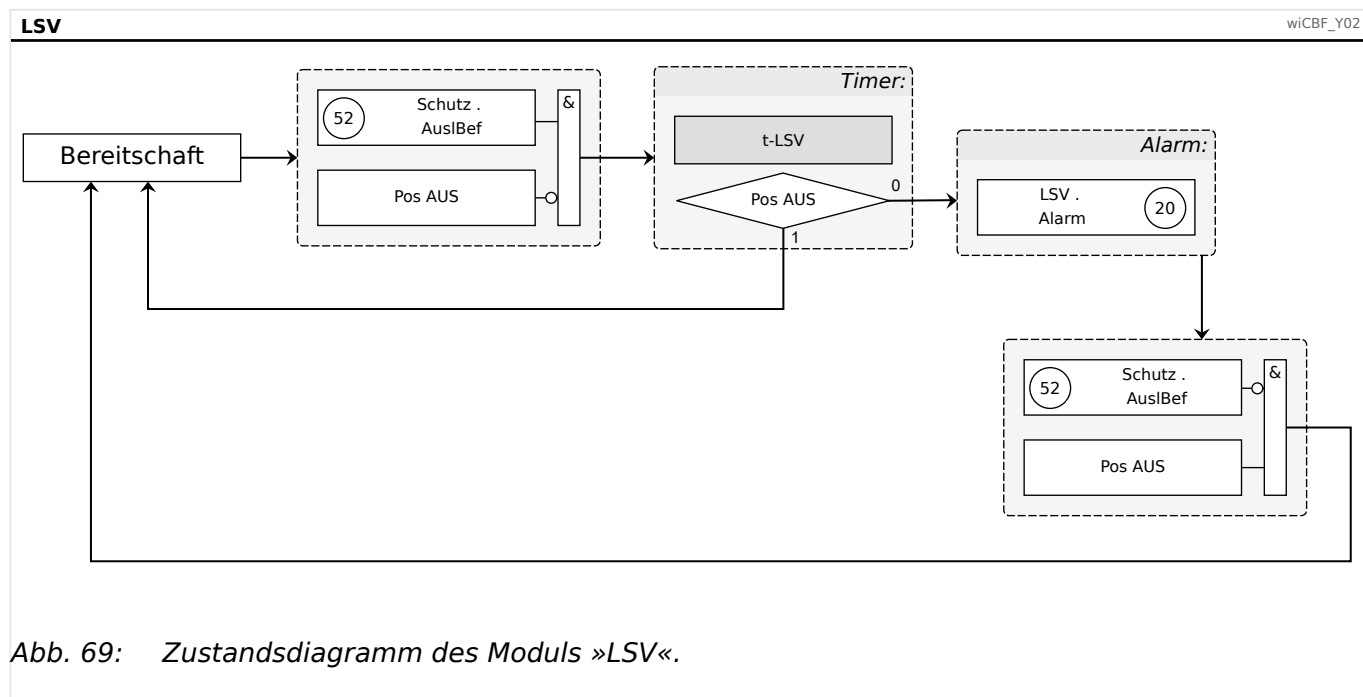 LSV
wiCBF_Y02
Bereitschaft
52
Schutz .
AuslBef
Pos AUS
&
Timer:
t-LSV
Pos AUS
0
1
Alarm:
LSV .
Alarm
20
52
Schutz .
AuslBef
Pos AUS
&
Abb. 69: Zustandsdiagramm des Moduls »LSV«.